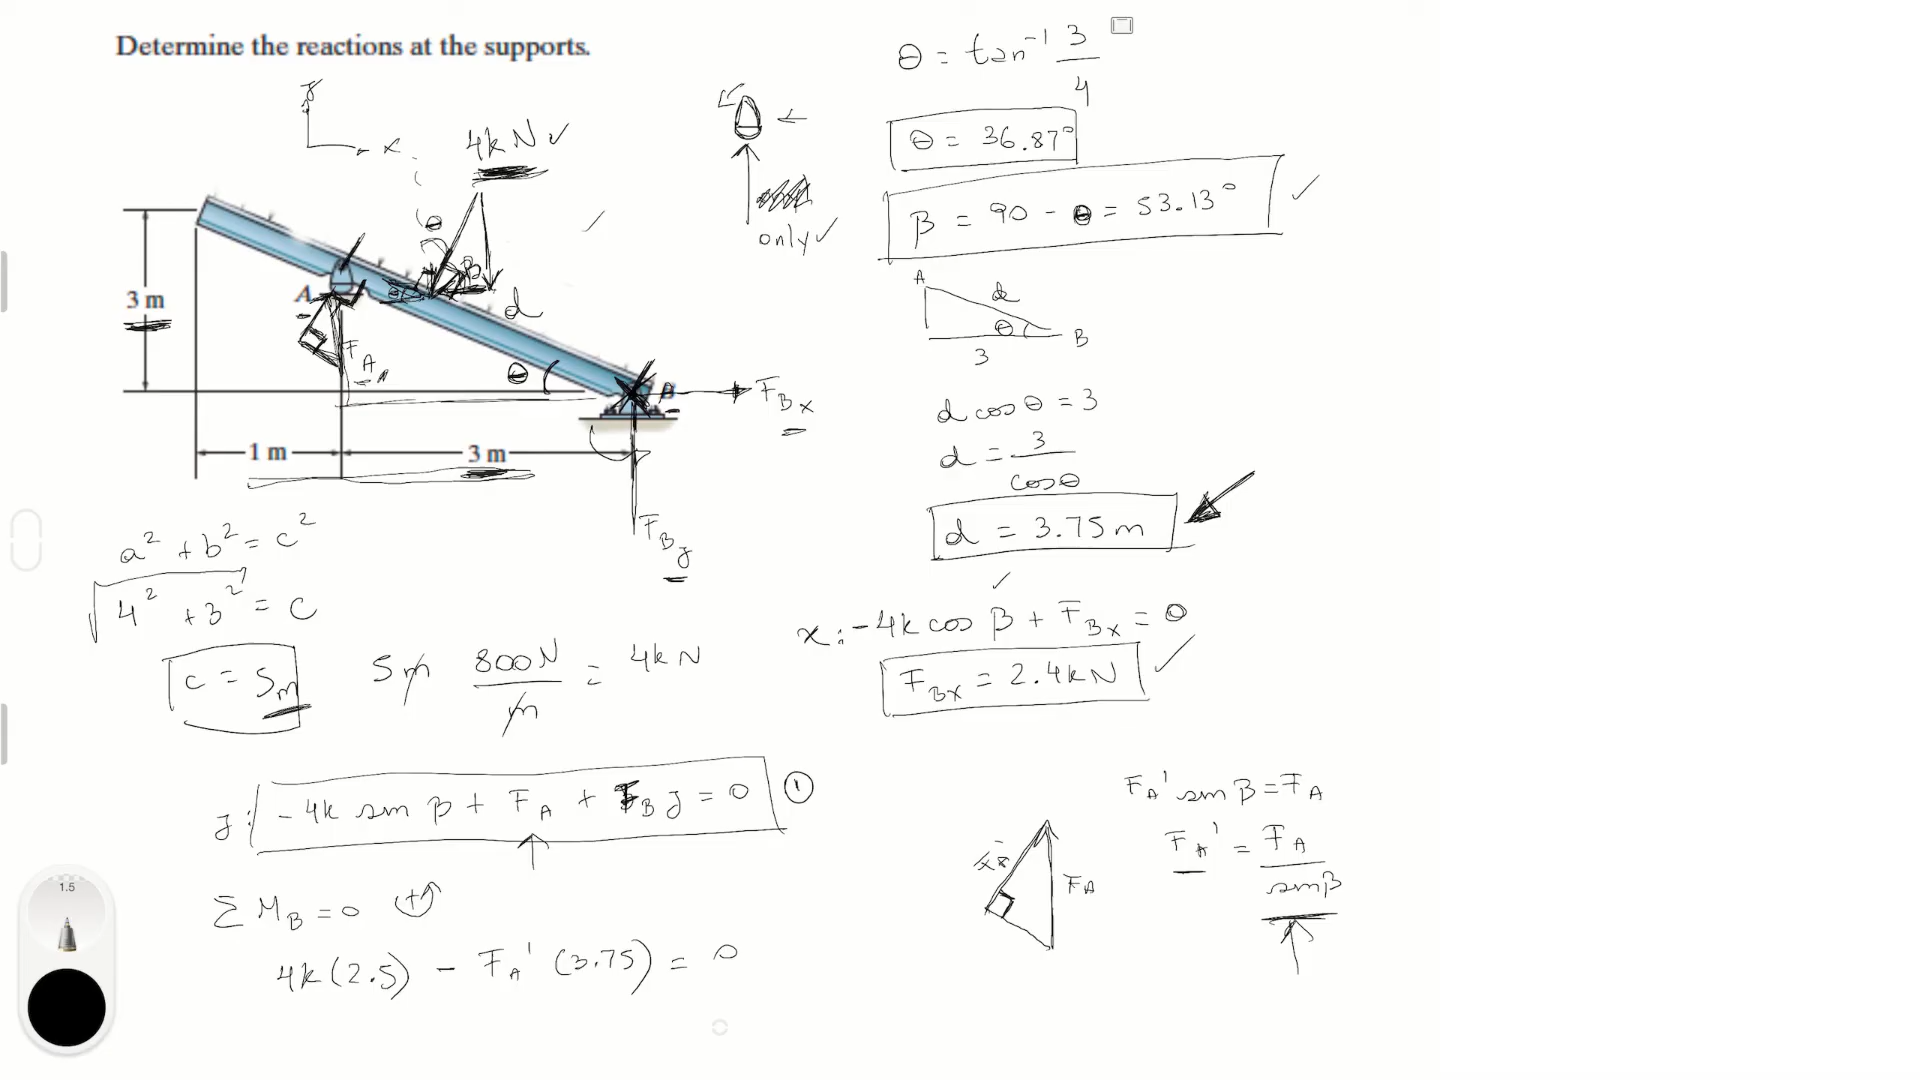 Determine the reactions at the supports.
y
x
4kN ✓
θ
β
θ
d
A
F_A
3 m
θ
B
F_Bx
1 m
3 m
F_By
only ✓
θ = tan⁻¹ 3/4
θ = 36.87°
β = 90 - θ = 53.13° ✓
A
d
θ
B
3
d cos θ = 3
d = 3/cos θ
d = 3.75 m
a² + b² = c²
√4² + 3² = c
c = 5m
5m 800N/m = 4kN
x: -4k cos β + F_Bx = 0
F_Bx = 2.4kN ✓
y: -4k sin β + F_A + F_By = 0 ①
Σ M_B = 0 +
4k(2.5) - F_A' (3.75) = 0
F_A
F_A' sin β = F_A
F_A' = F_A/sin β
1.5